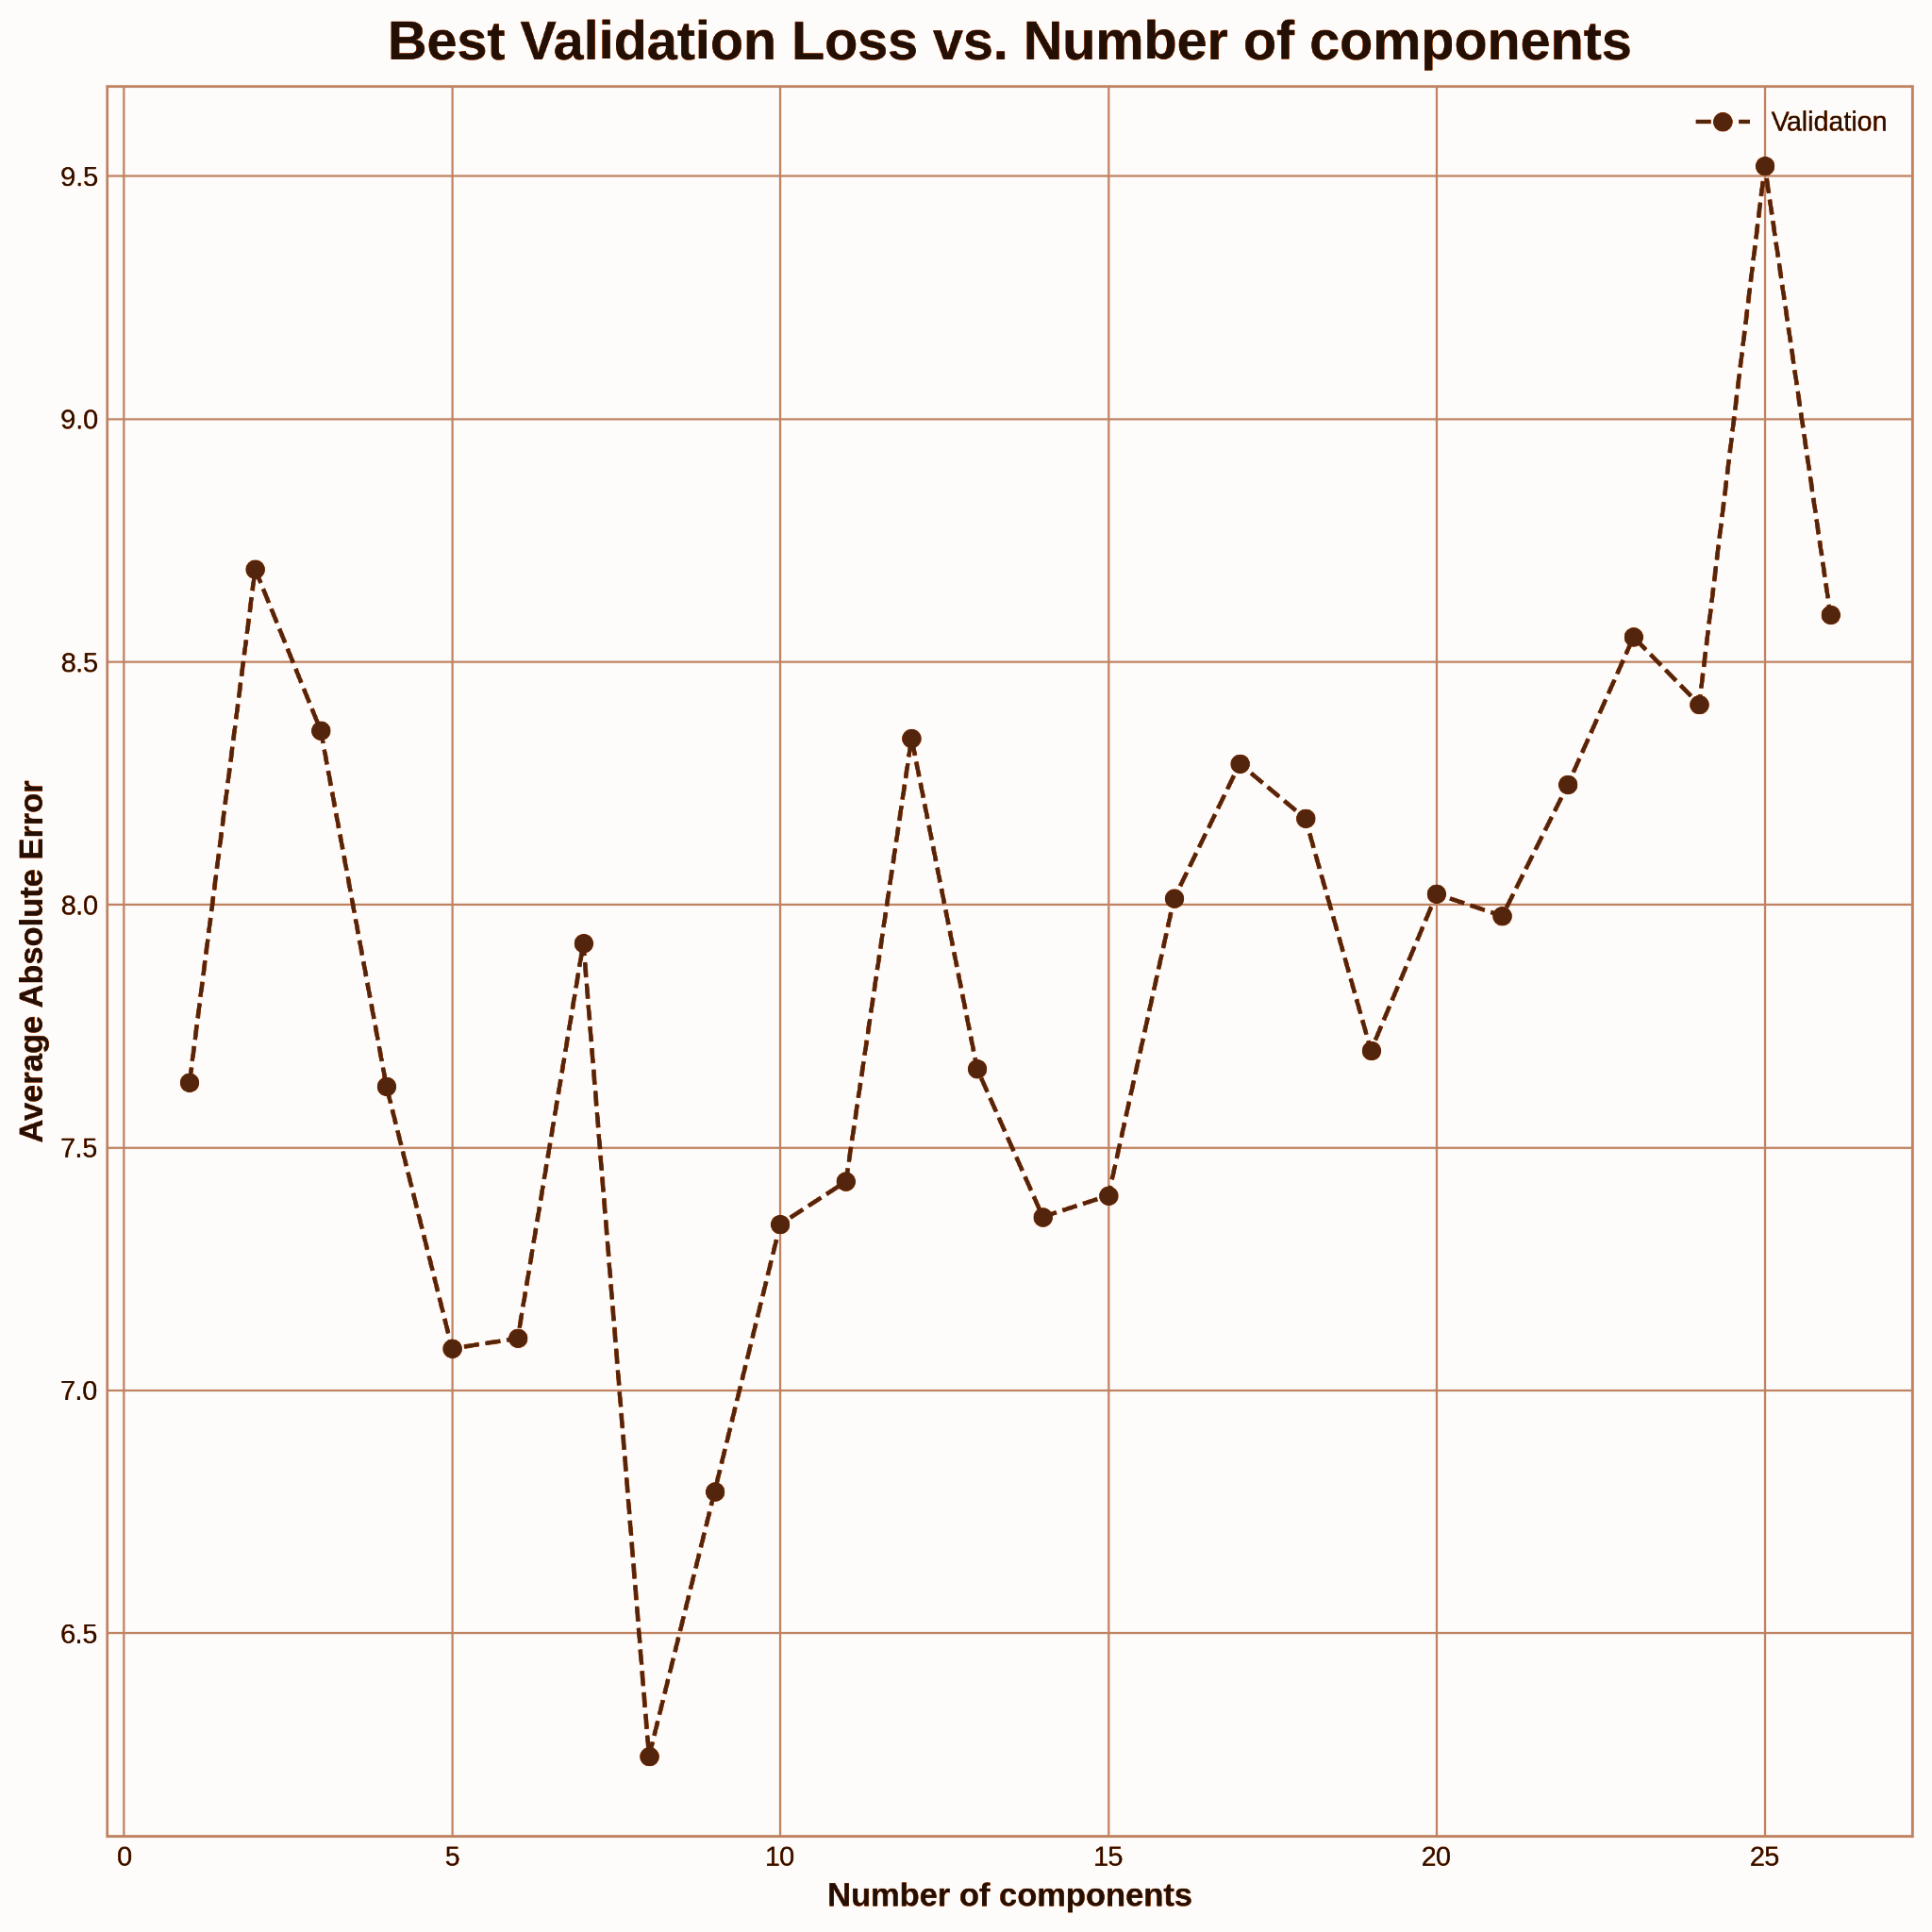 Best Validation Loss vs. Number of components
Validation
9.5
9.0
8.5
8.0
7.5
7.0
6.5
Average Absolute Error
0 5 10 15 20 25
Number of components